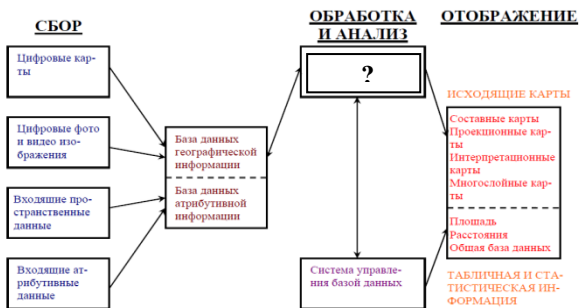 СБОР
ОБРАБОТКА
И АНАЛИЗ
ОТОБРАЖЕНИЕ
Цифровые кар-
ты
Цифровые фото
и видео изо-
бражения
Входящие про-
странственные
данные
Входящие ат-
рибутивные
данные
База данных
географической
информации
База данных
атрибутивной
информации
?
Система управле-
ния базой данных
ИСХОДЯЩИЕ КАРТЫ
Составные карты
Проекционные кар-
ты
Интерпретационные
карты
Многослойные кар-
ты
Площадь
Расстояния
Общая база данных
ТАБЛИЧНАЯ И СТА-
ТИСТИЧЕСКАЯ ИН-
ФОРМАЦИЯ